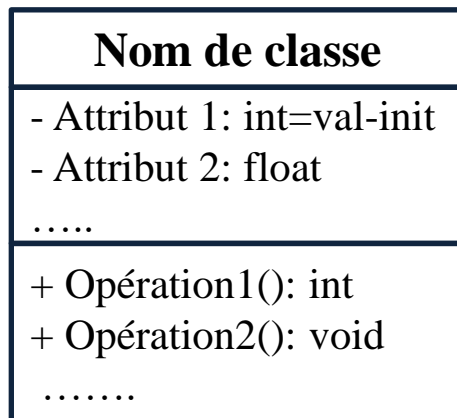 Nom de classe
- Attribut 1: int=val-init
- Attribut 2: float
…..
+ Opération1(): int
+ Opération2(): void
…….